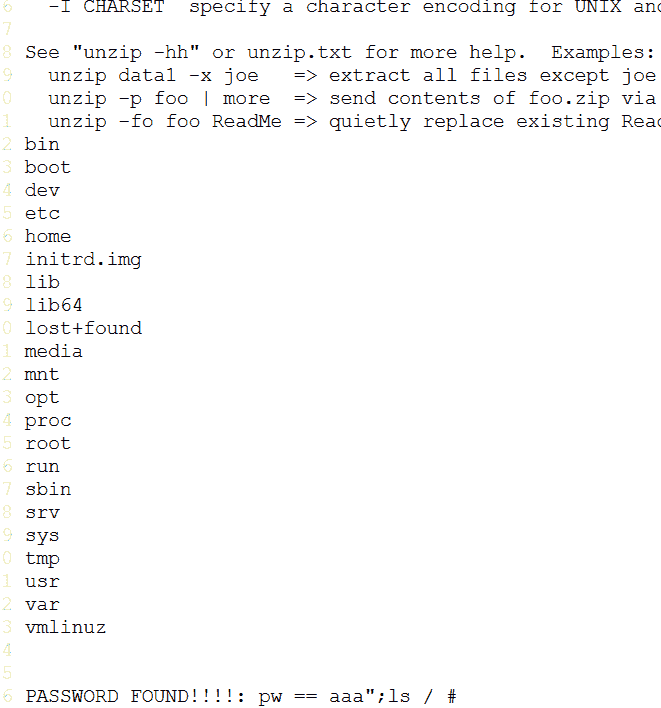 6   -I CHARSET  specify a character encoding for UNIX and
7
8 See "unzip -hh" or unzip.txt for more help.  Examples:
9   unzip data1 -x joe   => extract all files except joe
0   unzip -p foo | more  => send contents of foo.zip via
1   unzip -fo foo ReadMe => quietly replace existing Read
2 bin
3 boot
4 dev
5 etc
6 home
7 initrd.img
8 lib
9 lib64
0 lost+found
1 media
2 mnt
3 opt
4 proc
5 root
6 run
7 sbin
8 srv
9 sys
0 tmp
1 usr
2 var
3 vmlinuz
4
5
6 PASSWORD FOUND!!!!: pw == aaa";ls / #